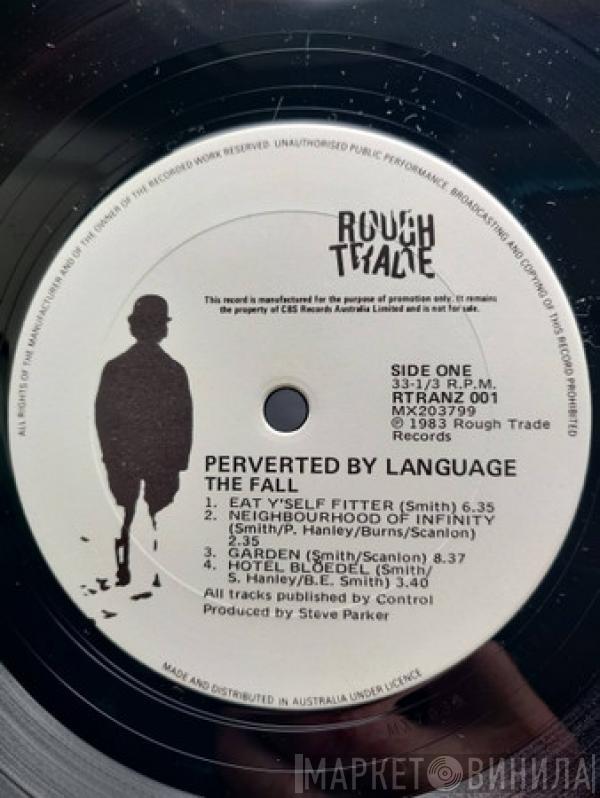 ALL RIGHTS OF THE MANUFACTURER AND OF THE OWNER OF THE RECORDED WORK RESERVED. UNAUTHORISED PUBLIC PERFORMANCE, BROADCASTING AND COPYING OF THIS RECORD PROHIBITED
ROUGH
TRADE
This record is manufactured for the purpose of promotion only. It remains
the property of CBS Records Australia Limited and is not for sale.
SIDE ONE
33-1/3 R.P.M.
RTRANZ 001
MX203799
℗ 1983 Rough Trade
Records
PERVERTED BY LANGUAGE
THE FALL
1. EAT Y'SELF FITTER (Smith) 6.35
2. NEIGHBOURHOOD OF INFINITY
(Smith/P. Hanley/Burns/Scanlon)
2.35
3. GARDEN (Smith/Scanlon) 8.37
4. HOTEL BLOEDEL (Smith/
S. Hanley/B.E. Smith) 3.40
All tracks published by Control
Produced by Steve Parker
MADE AND DISTRIBUTED IN AUSTRALIA UNDER LICENCE
МАРКЕТ ВИНИЛА